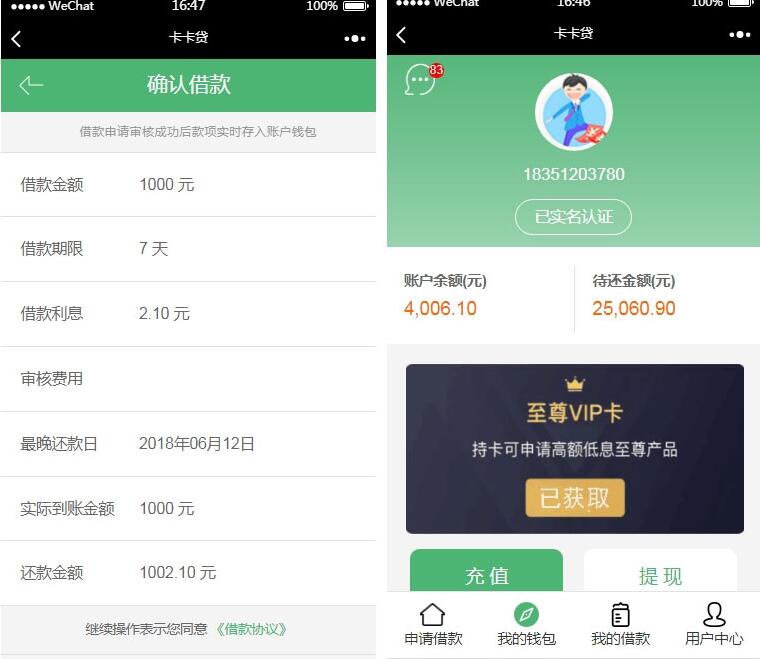 ●●●●● WeChat 16:47 100%
卡卡贷
确认借款
借款申请审核成功后款项实时存入账户钱包
借款金额 1000 元
借款期限 7 天
借款利息 2.10 元
审核费用
最晚还款日 2018年06月12日
实际到账金额 1000 元
还款金额 1002.10 元
继续操作表示您同意《借款协议》
●●●●● WeChat 16:46 100%
卡卡贷
83
18351203780
已实名认证
账户余额(元) 待还金额(元)
4,006.10 25,060.90
至尊VIP卡
持卡可申请高额低息至尊产品
已获取
充值 提现
申请借款 我的钱包 我的借款 用户中心